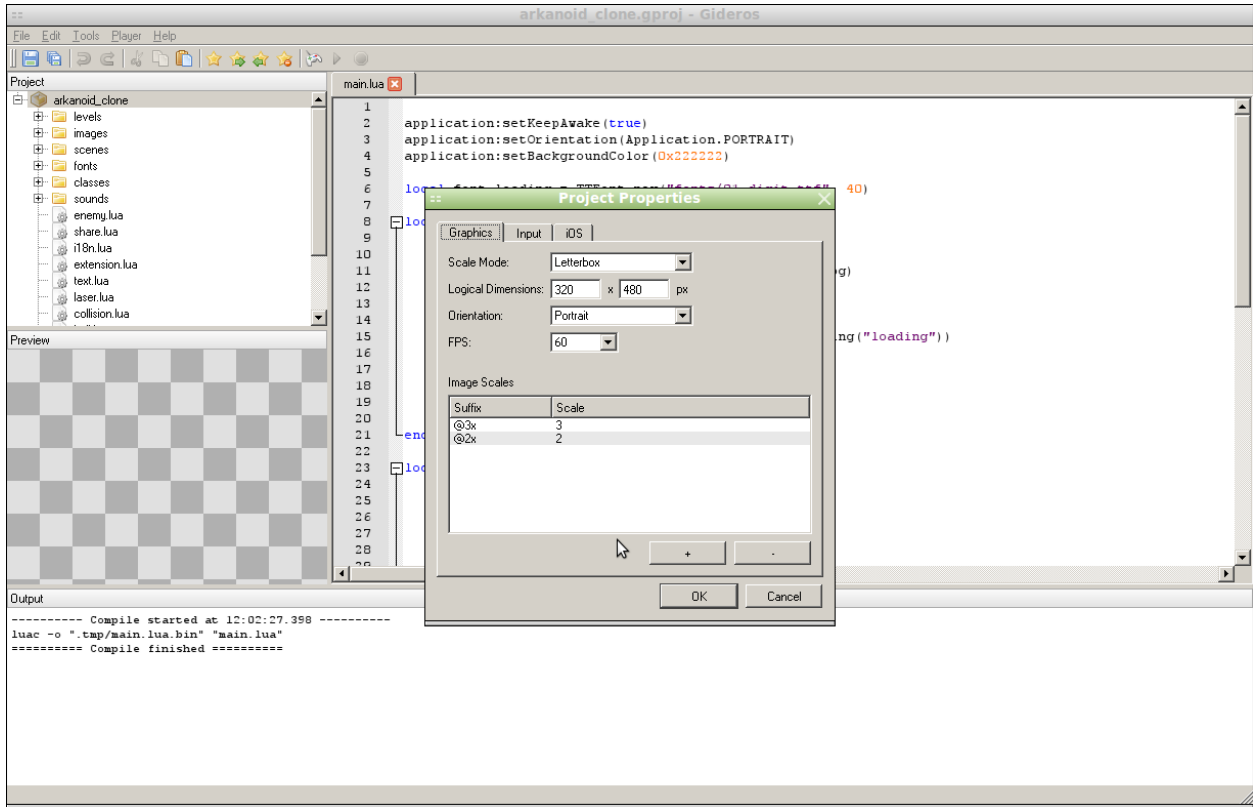 arkanoid_clone.gproj - Gideros
File Edit Tools Player Help
Project
arkanoid_clone
levels
images
scenes
fonts
classes
sounds
enemy.lua
share.lua
i18n.lua
extension.lua
text.lua
laser.lua
collision.lua
Preview
main.lua
1
2 application:setKeepAwake(true)
3 application:setOrientation(Application.PORTRAIT)
4 application:setBackgroundColor(0x222222)
5
6 40)
7
8 loc
9
10
11 g)
12
13
14
15 ng("loading"))
16
17
18
19
20
21 end
22
23 loc
24
25
26
27
28
Project Properties
Graphics Input iOS
Scale Mode: Letterbox
Logical Dimensions: 320 x 480 px
Orientation: Portrait
FPS: 60
Image Scales
Suffix Scale
@3x 3
@2x 2
+ -
OK Cancel
Output
---------- Compile started at 12:02:27.398 ----------
luac -o ".tmp/main.lua.bin" "main.lua"
========== Compile finished ==========